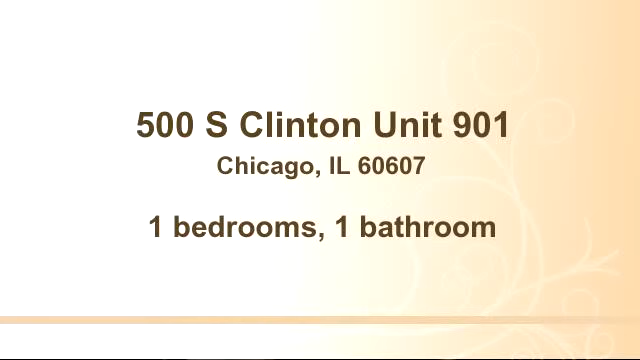 500 S Clinton Unit 901
Chicago, IL 60607
1 bedrooms, 1 bathroom